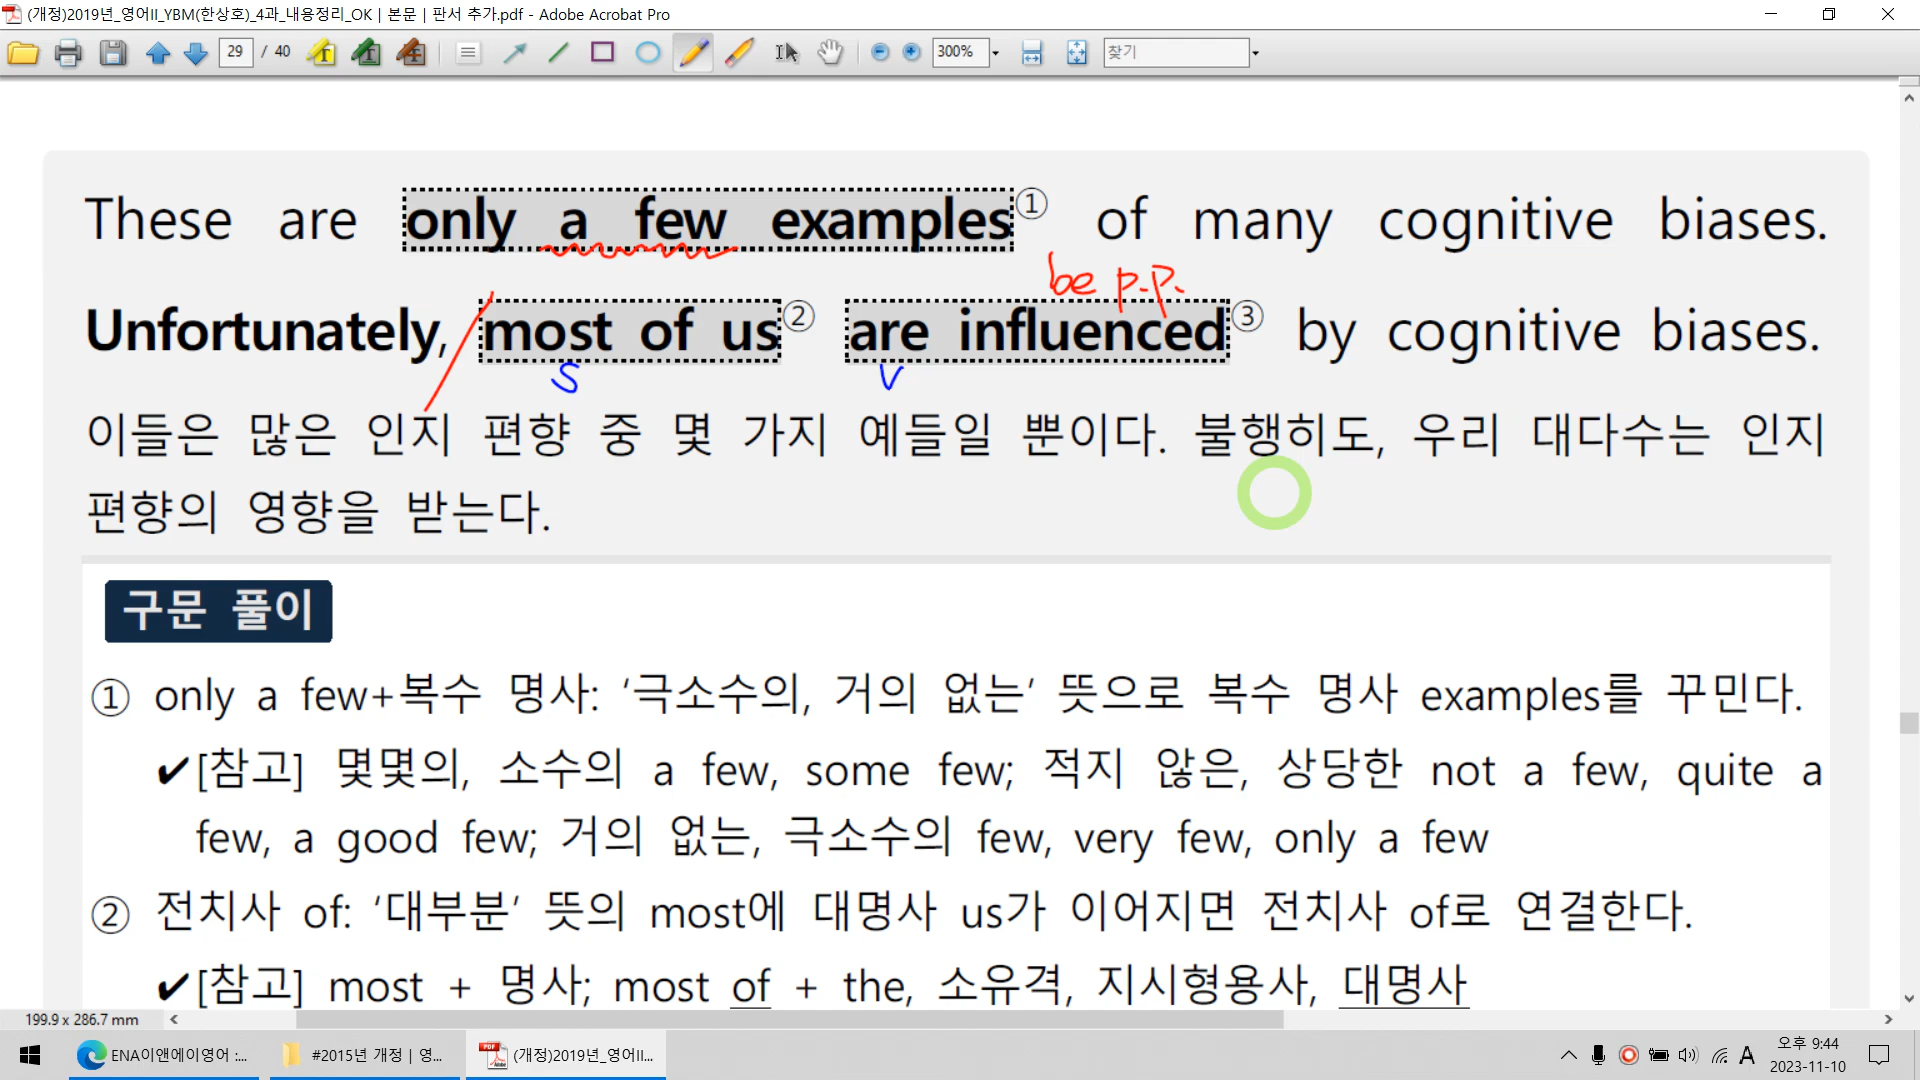 (개정)2019년_영어II_YBM(한상호)_4과_내용정리_OK | 본문 | 판서 추가.pdf - Adobe Acrobat Pro
29 / 40 300% 찾기
These are only a few examples① of many cognitive biases.
be p.p.
Unfortunately, most of us② are influenced③ by cognitive biases.
S V
이들은 많은 인지 편향 중 몇 가지 예들일 뿐이다. 불행히도, 우리 대다수는 인지
편향의 영향을 받는다.
구문 풀이
① only a few+복수 명사: ‘극소수의, 거의 없는’ 뜻으로 복수 명사 examples를 꾸민다.
✔[참고] 몇몇의, 소수의 a few, some few; 적지 않은, 상당한 not a few, quite a
few, a good few; 거의 없는, 극소수의 few, very few, only a few
② 전치사 of: ‘대부분’ 뜻의 most에 대명사 us가 이어지면 전치사 of로 연결한다.
✔[참고] most + 명사; most of + the, 소유격, 지시형용사, 대명사
199.9 x 286.7 mm
ENA이앤에이영어 :... #2015년 개정 | 영... (개정)2019년_영어II... A 오후 9:44
2023-11-10